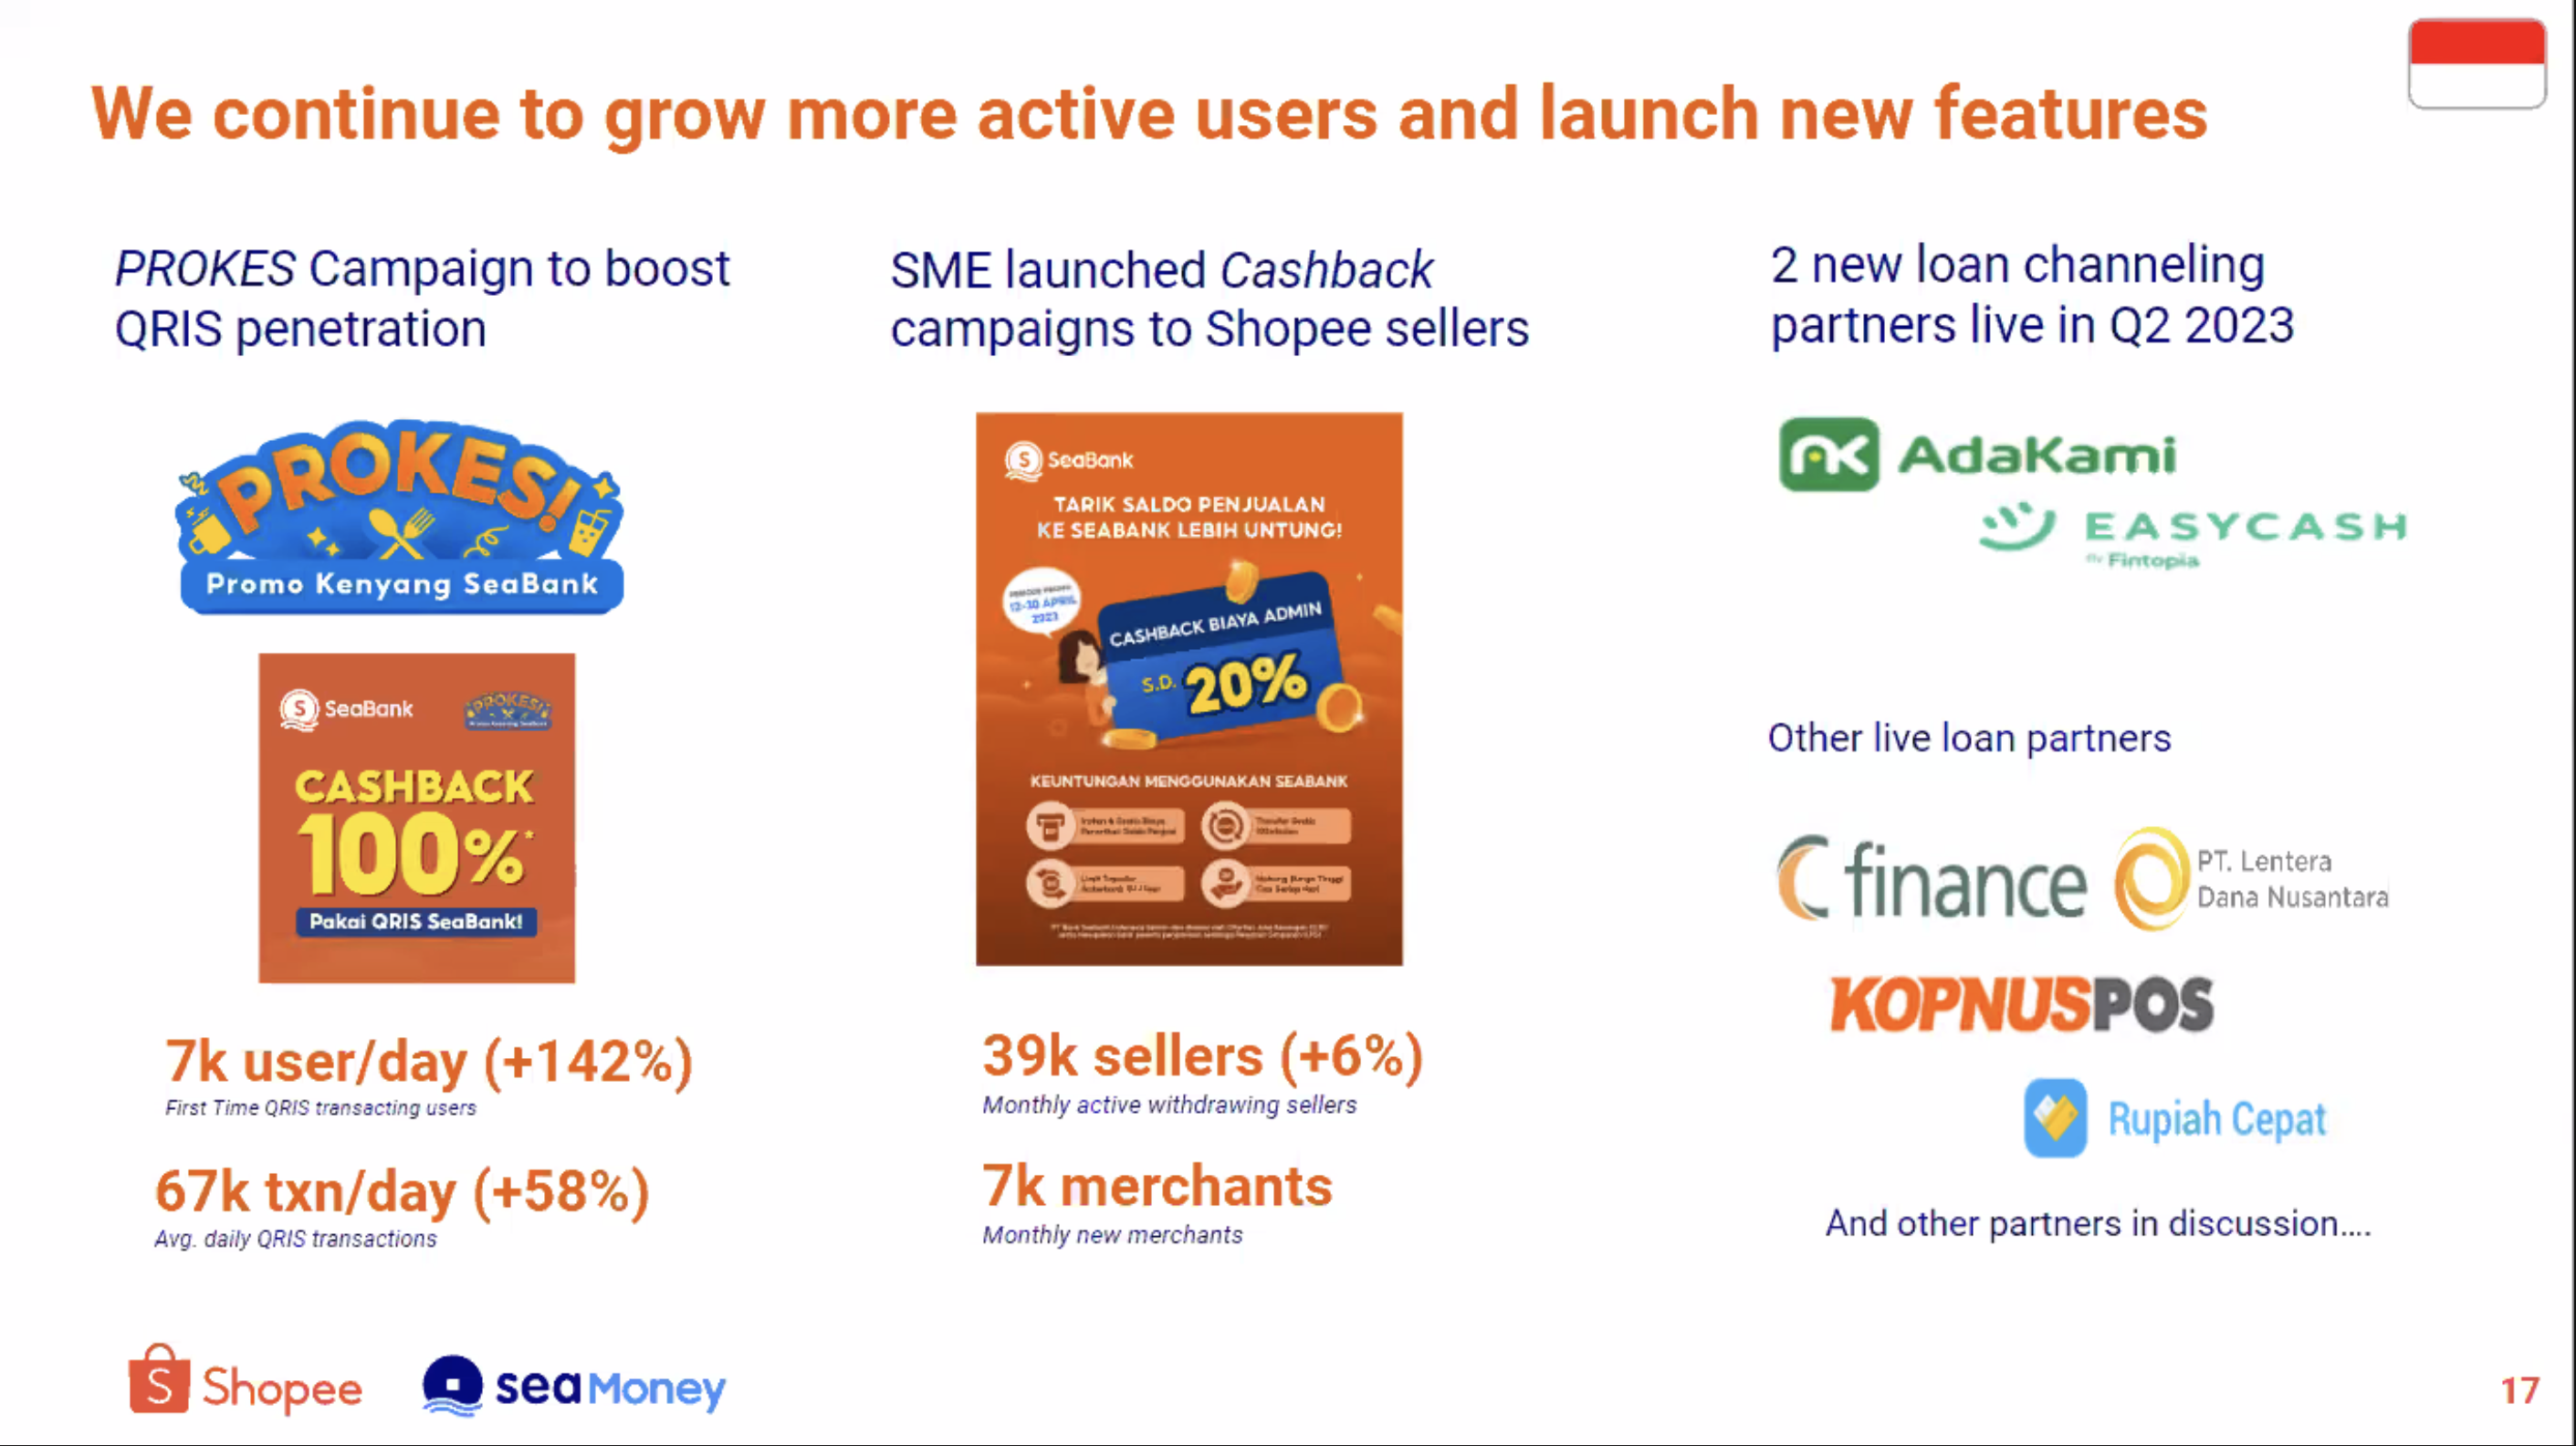 We continue to grow more active users and launch new features
PROKES Campaign to boost
QRIS penetration
PROKES!
Promo Kenyang SeaBank
SeaBank
PROKES!
CASHBACK
100%*
Pakai QRIS SeaBank!
7k user/day (+142%)
First Time QRIS transacting users
67k txn/day (+58%)
Avg. daily QRIS transactions
SME launched Cashback
campaigns to Shopee sellers
SeaBank
TARIK SALDO PENJUALAN
KE SEABANK LEBIH UNTUNG!
12-30 APRIL
2023
CASHBACK BIAYA ADMIN
S.D. 20%
KEUNTUNGAN MENGGUNAKAN SEABANK
39k sellers (+6%)
Monthly active withdrawing sellers
7k merchants
Monthly new merchants
2 new loan channeling
partners live in Q2 2023
AdaKami
EASYCASH
Fintopia
Other live loan partners
finance
PT. Lentera
Dana Nusantara
KOPNUSPOS
Rupiah Cepat
And other partners in discussion....
Shopee
seaMoney
17